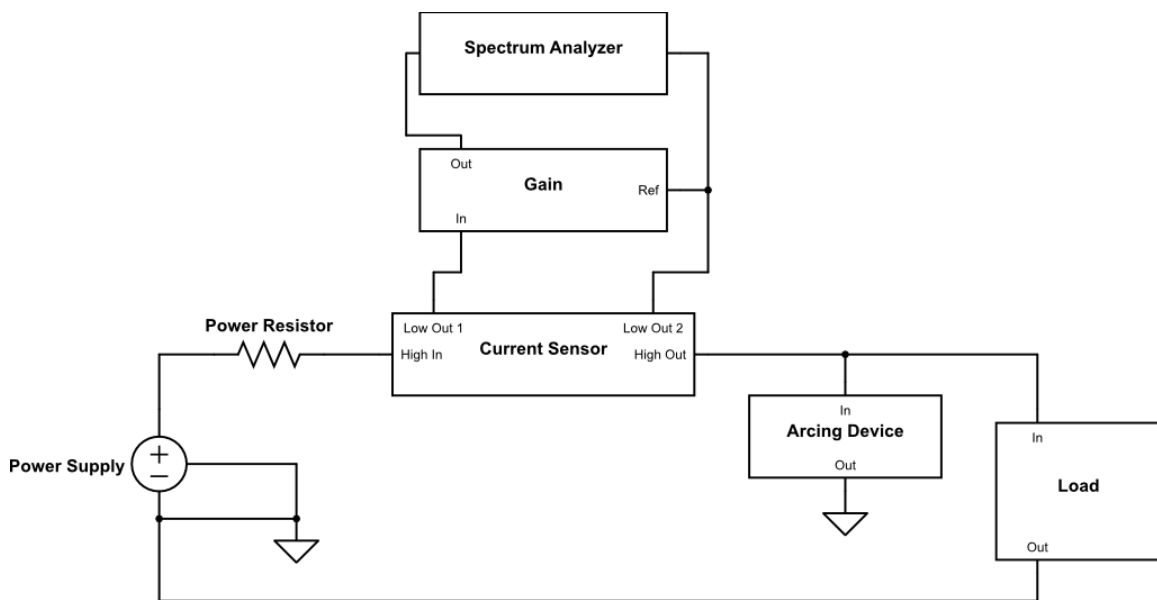 Spectrum Analyzer
Out
Gain
Ref
In
Power Resistor
Low Out 1
Low Out 2
High In
Current Sensor
High Out
In
Arcing Device
Out
In
Load
Out
Power Supply
+
−